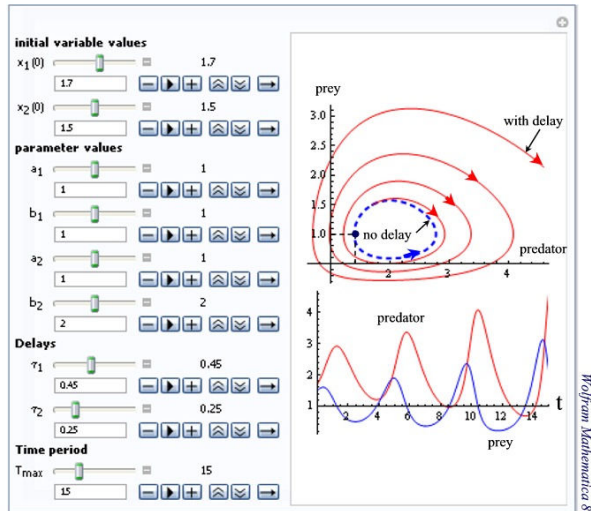 initial variable values
x₁(0) 1.7
1.7
x₂(0) 1.5
1.5
parameter values
a₁ 1
1
b₁ 1
1
a₂ 1
1
b₂ 2
2
Delays
τ₁ 0.45
0.45
τ₂ 0.25
0.25
Time period
Tmax 15
15
prey
3.0
with delay
2.5
2.0
1.5
1.0
no delay
predator
0.5
1 2 3 4
4
predator
3
2
1
2 4 6 8 10 12 14 t
prey
Wolfram Mathematica 8